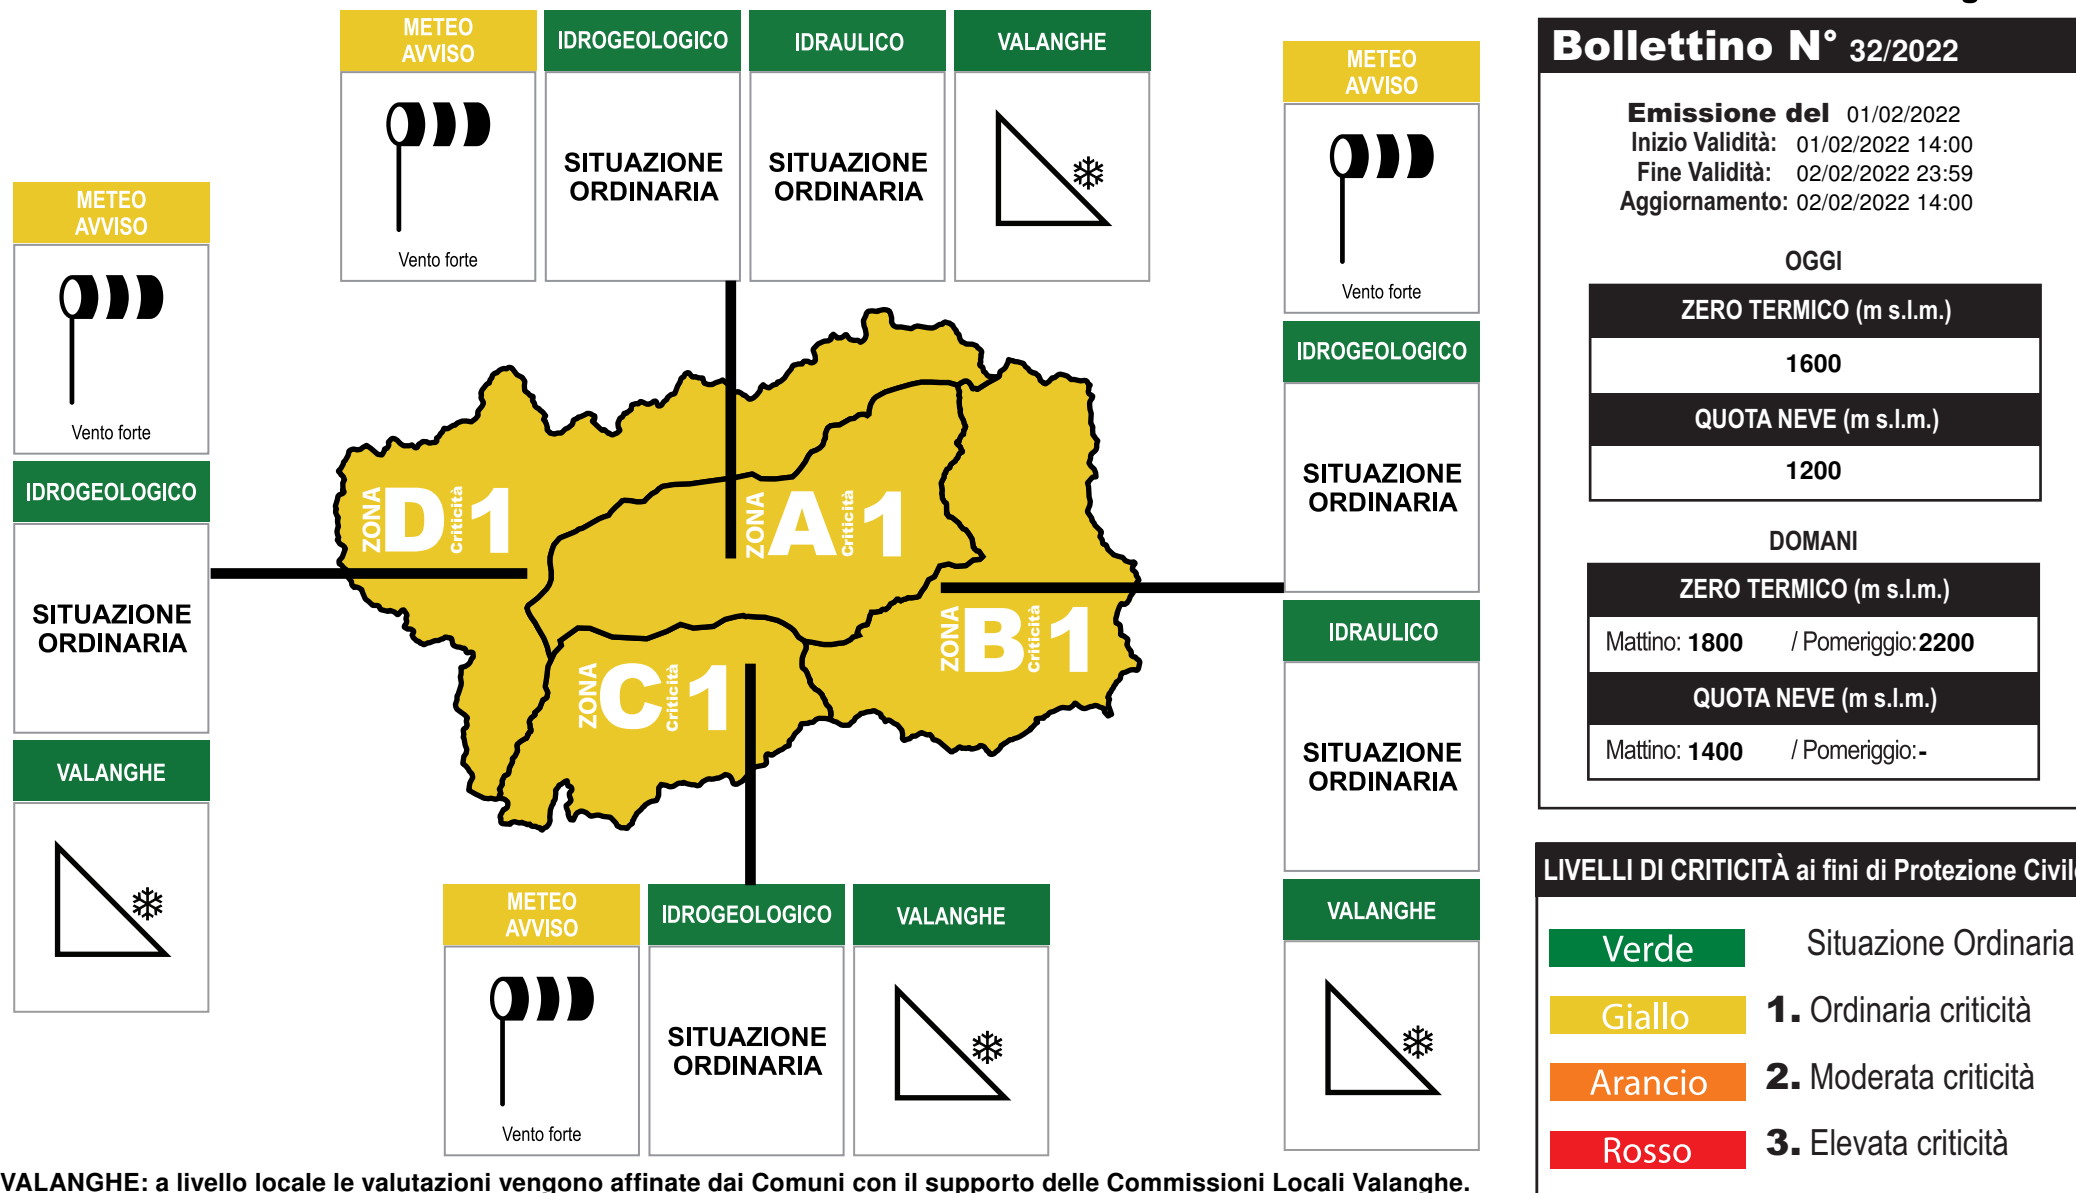 METEO
AVVISO
Vento forte
IDROGEOLOGICO
SITUAZIONE
ORDINARIA
IDRAULICO
SITUAZIONE
ORDINARIA
VALANGHE
METEO
AVVISO
Vento forte
IDROGEOLOGICO
SITUAZIONE
ORDINARIA
VALANGHE
METEO
AVVISO
Vento forte
IDROGEOLOGICO
SITUAZIONE
ORDINARIA
IDRAULICO
SITUAZIONE
ORDINARIA
VALANGHE
ZONA D Criticità 1
ZONA A Criticità 1
ZONA B Criticità 1
ZONA C Criticità 1
METEO
AVVISO
Vento forte
IDROGEOLOGICO
SITUAZIONE
ORDINARIA
VALANGHE
VALANGHE: a livello locale le valutazioni vengono affinate dai Comuni con il supporto delle Commissioni Locali Valanghe.
Bollettino N° 32/2022
Emissione del 01/02/2022
Inizio Validità: 01/02/2022 14:00
Fine Validità: 02/02/2022 23:59
Aggiornamento: 02/02/2022 14:00
OGGI
ZERO TERMICO (m s.l.m.)
1600
QUOTA NEVE (m s.l.m.)
1200
DOMANI
ZERO TERMICO (m s.l.m.)
Mattino: 1800 / Pomeriggio: 2200
QUOTA NEVE (m s.l.m.)
Mattino: 1400 / Pomeriggio: -
LIVELLI DI CRITICITÀ ai fini di Protezione Civile
Verde Situazione Ordinaria
Giallo 1. Ordinaria criticità
Arancio 2. Moderata criticità
Rosso 3. Elevata criticità